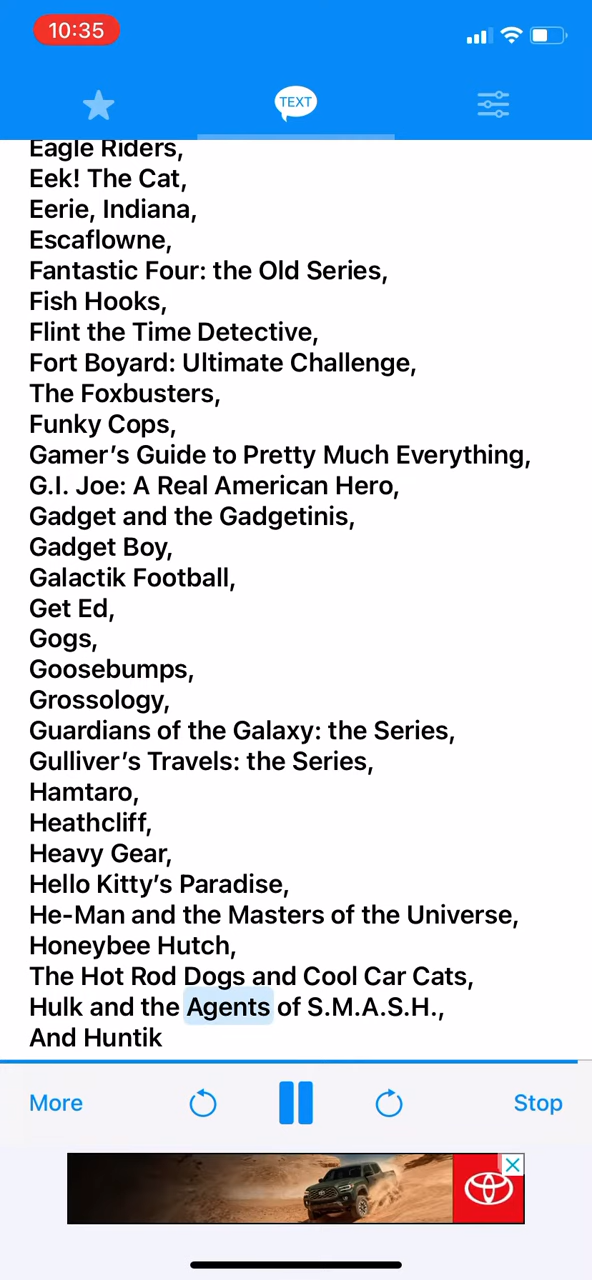 10:35
TEXT
Eagle Riders,
Eek! The Cat,
Eerie, Indiana,
Escaflowne,
Fantastic Four: the Old Series,
Fish Hooks,
Flint the Time Detective,
Fort Boyard: Ultimate Challenge,
The Foxbusters,
Funky Cops,
Gamer’s Guide to Pretty Much Everything,
G.I. Joe: A Real American Hero,
Gadget and the Gadgetinis,
Gadget Boy,
Galactik Football,
Get Ed,
Gogs,
Goosebumps,
Grossology,
Guardians of the Galaxy: the Series,
Gulliver’s Travels: the Series,
Hamtaro,
Heathcliff,
Heavy Gear,
Hello Kitty’s Paradise,
He-Man and the Masters of the Universe,
Honeybee Hutch,
The Hot Rod Dogs and Cool Car Cats,
Hulk and the Agents of S.M.A.S.H.,
And Huntik
More Stop